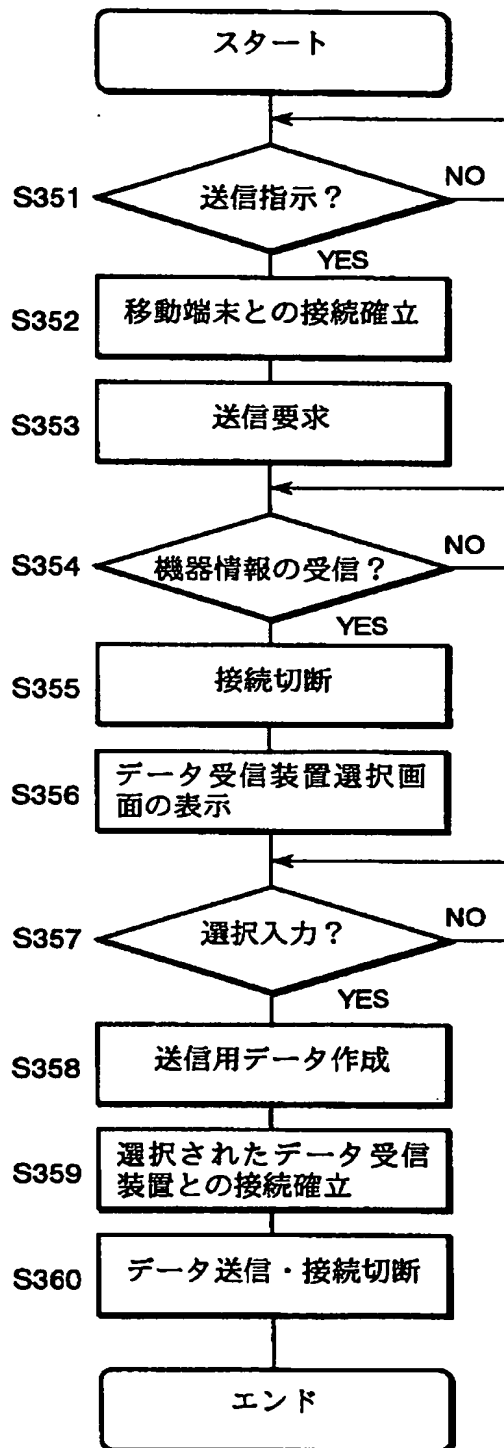 スタート
S351
送信指示？
NO
YES
S352
移動端末との接続確立
S353
送信要求
S354
機器情報の受信？
NO
YES
S355
接続切断
S356
データ受信装置選択画
面の表示
S357
選択入力？
NO
YES
S358
送信用データ作成
S359
選択されたデータ受信
装置との接続確立
S360
データ送信・接続切断
エンド